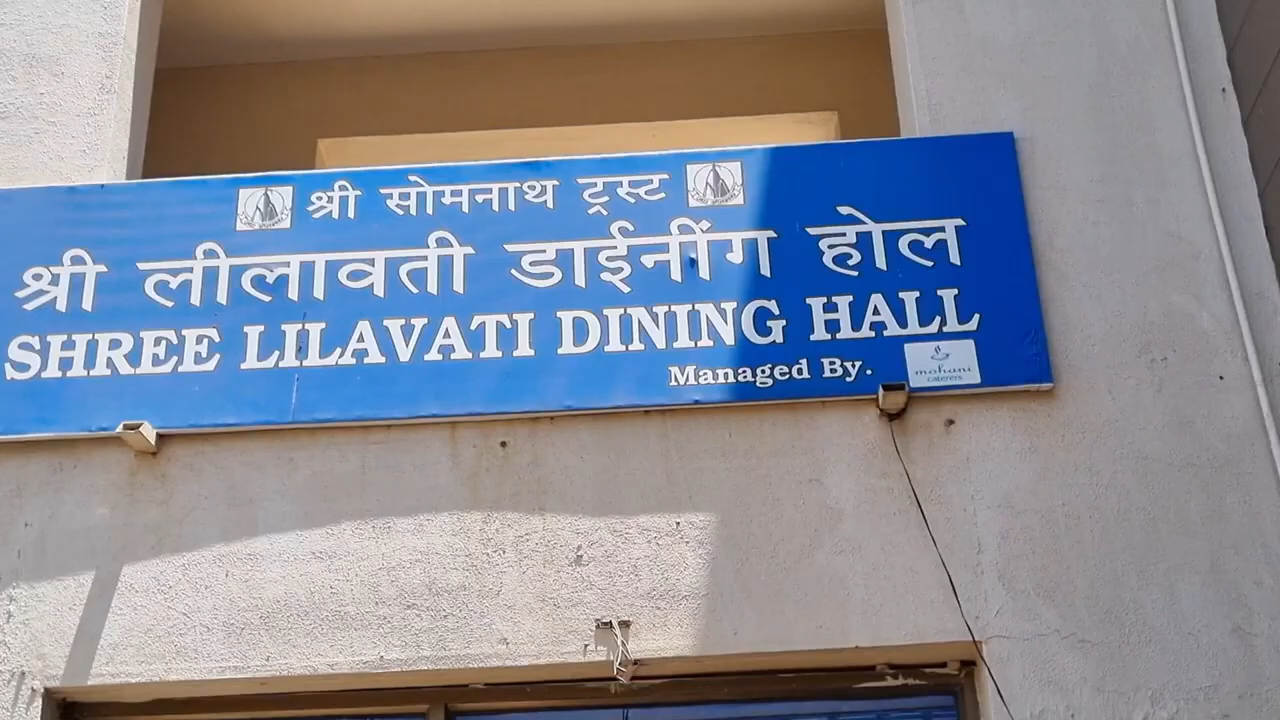 श्री सोमनाथ ट्रस्ट
श्री लीलावती डाईनींग होल
SHREE LILAVATI DINING HALL
Managed By.
mohani
caterers